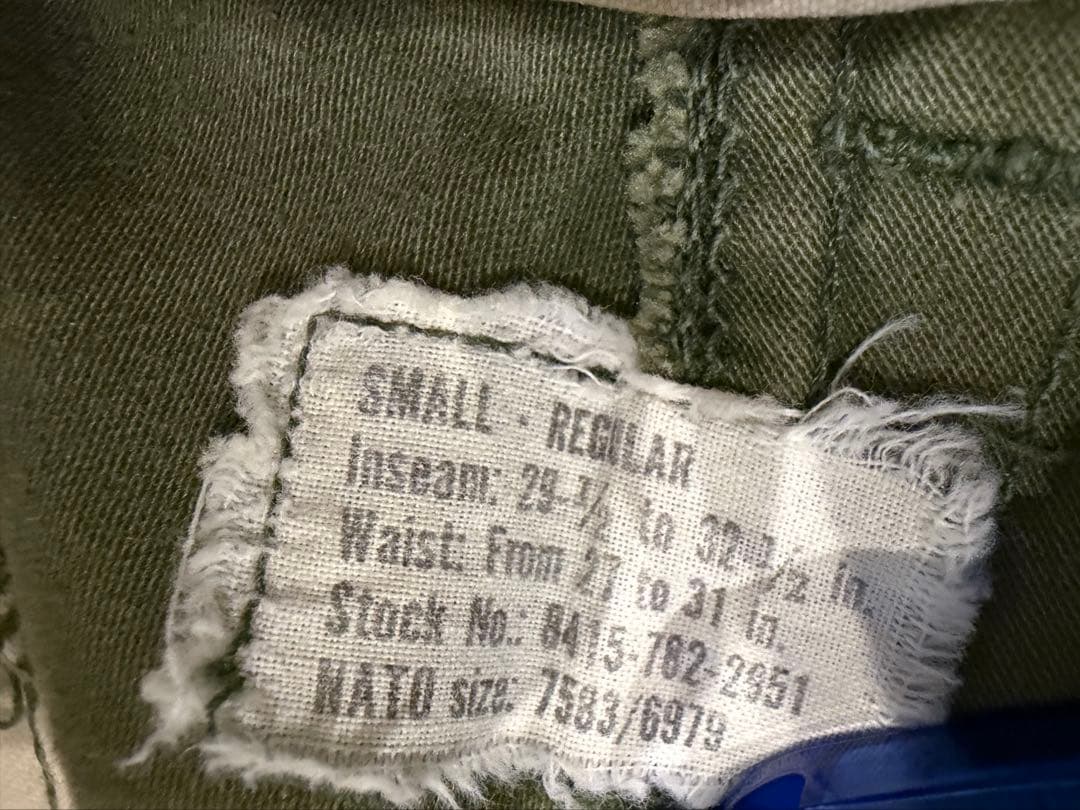 SMALL - REGULAR
Inseam: 29-1/2 to 32-1/2 in.
Waist: From 27 to 31 in.
Stock No.: 8415-782-2951
NATO size: 7583/6979